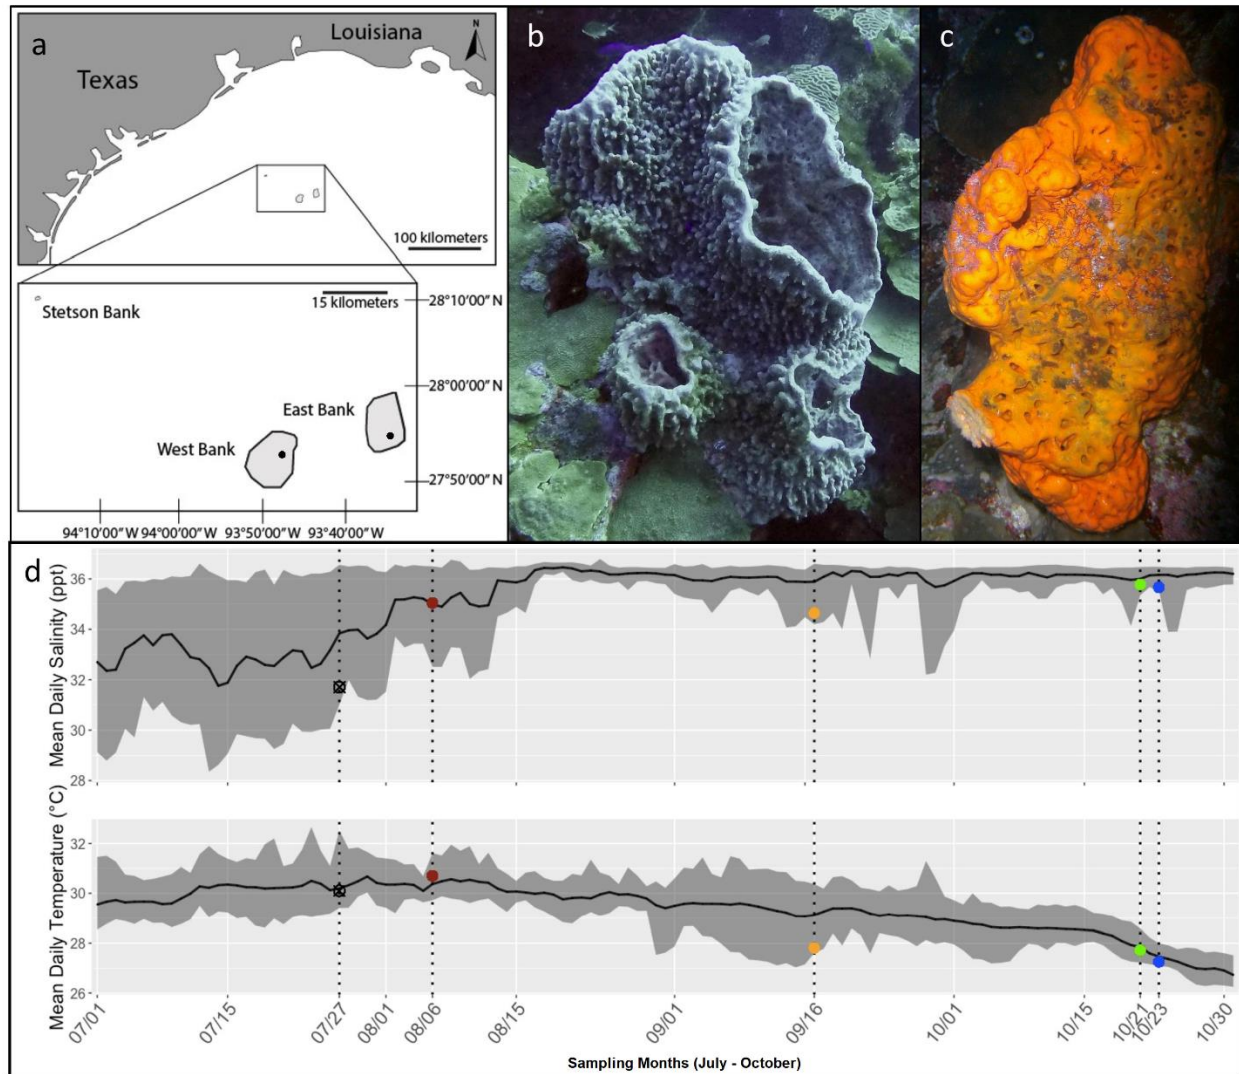 a
Louisiana
N
Texas
100 kilometers
15 kilometers
28°10'00" N
Stetson Bank
28°00'00" N
East Bank
West Bank
27°50'00" N
94°10'00"W 94°00'00"W 93°50'00"W 93°40'00"W
b
c
d
Mean Daily Salinity (ppt)
36
34
32
30
28
Mean Daily Temperature (°C)
32
30
28
26
07/01 07/15 07/27 08/01 08/06 08/15 09/01 09/16 10/01 10/15 10/21 10/23 10/30
Sampling Months (July - October)